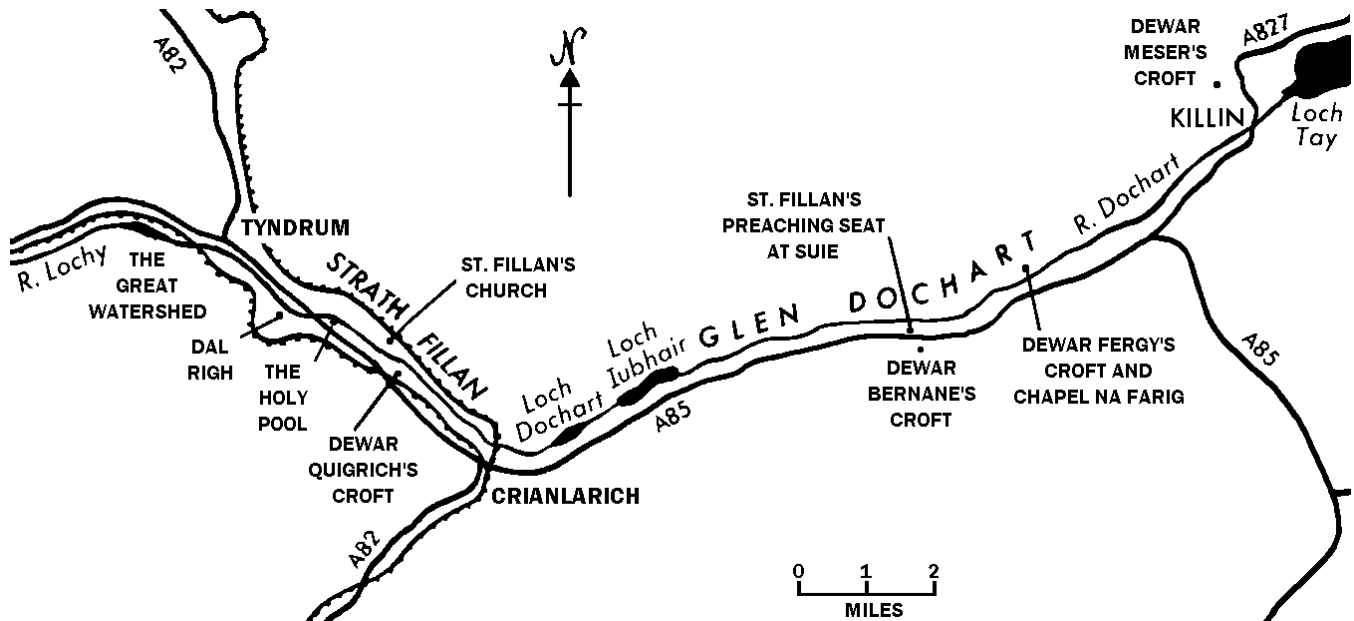 A82
N
DEWAR
MESER'S
CROFT
A827
KILLIN
Loch
Tay
R. Dochart
ST. FILLAN'S
PREACHING SEAT
AT SUIE
TYNDRUM
R. Lochy
THE
GREAT
WATERSHED
STRATH FILLAN
ST. FILLAN'S
CHURCH
GLEN DOCHART
DAL
RIGH
THE
HOLY
POOL
DEWAR
QUIGRICH'S
CROFT
Loch
Dochart
Loch
Iubhair
A85
DEWAR
BERNANE'S
CROFT
DEWAR FERGY'S
CROFT AND
CHAPEL NA FARIG
A85
CRIANLARICH
A82
0 1 2
MILES